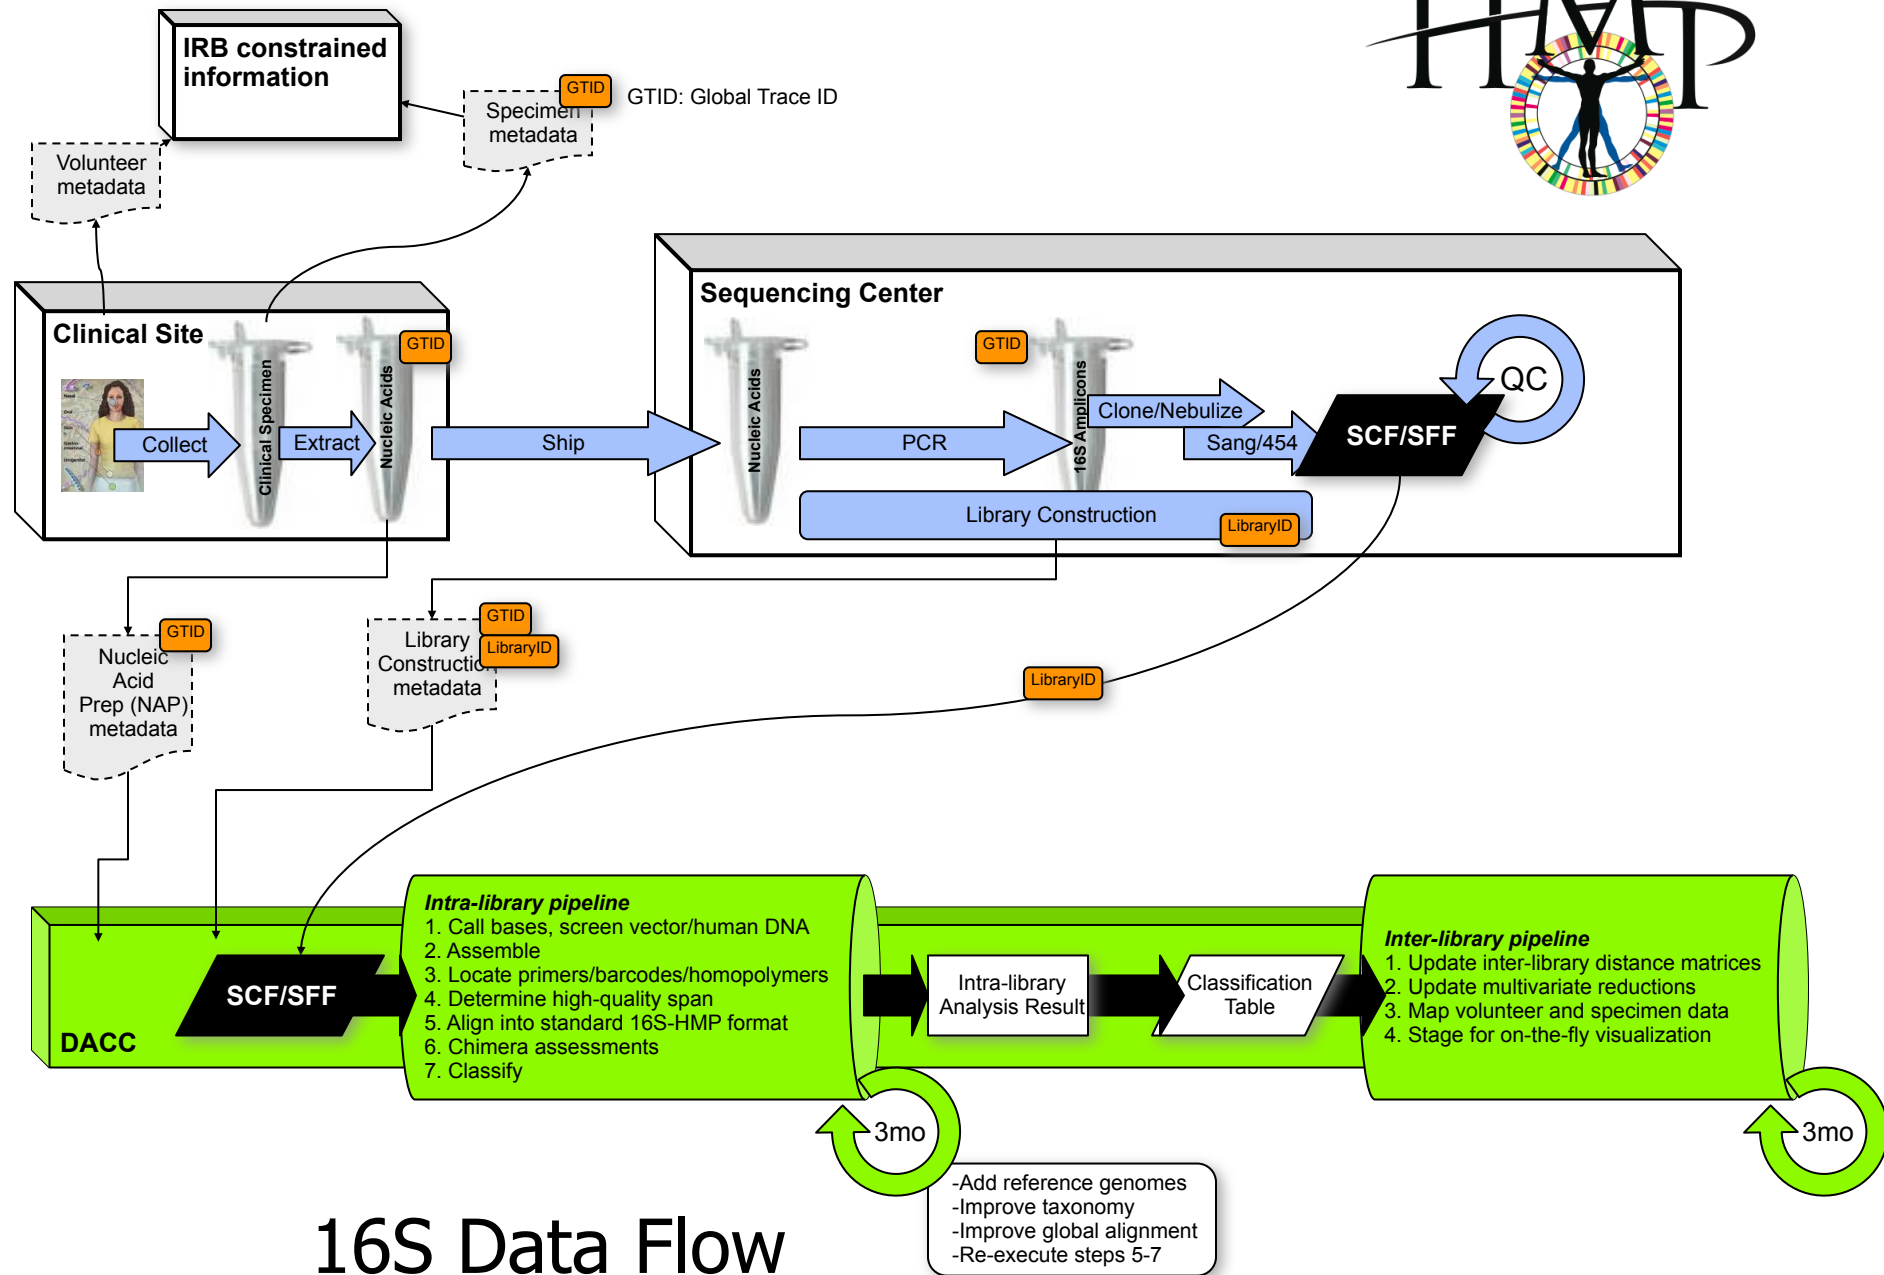 HMP
IRB constrained
information
GTID
GTID: Global Trace ID
Specimen
metadata
Volunteer
metadata
Clinical Site
Collect
Clinical Specimen
Extract
Nucleic Acids
GTID
Ship
Sequencing Center
Nucleic Acids
PCR
GTID
16S Amplicons
Clone/Nebulize
Sang/454
SCF/SFF
QC
Library Construction
LibraryID
GTID
Nucleic
Acid
Prep (NAP)
metadata
GTID
LibraryID
Library
Construction
metadata
LibraryID
DACC
SCF/SFF
Intra-library pipeline
1. Call bases, screen vector/human DNA
2. Assemble
3. Locate primers/barcodes/homopolymers
4. Determine high-quality span
5. Align into standard 16S-HMP format
6. Chimera assessments
7. Classify
Intra-library
Analysis Result
Classification
Table
Inter-library pipeline
1. Update inter-library distance matrices
2. Update multivariate reductions
3. Map volunteer and specimen data
4. Stage for on-the-fly visualization
3mo
3mo
-Add reference genomes
-Improve taxonomy
-Improve global alignment
-Re-execute steps 5-7
16S Data Flow